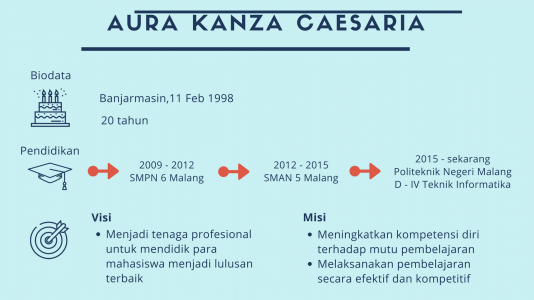 AURA KANZA CAESARIA
Biodata
Banjarmasin,11 Feb 1998
20 tahun
Pendidikan
2009 - 2012
SMPN 6 Malang
2012 - 2015
SMAN 5 Malang
2015 - sekarang
Politeknik Negeri Malang
D - IV Teknik Informatika
Visi
• Menjadi tenaga profesional
untuk mendidik para
mahasiswa menjadi lulusan
terbaik
Misi
• Meningkatkan kompetensi diri
terhadap mutu pembelajaran
• Melaksanakan pembelajaran
secara efektif dan kompetitif